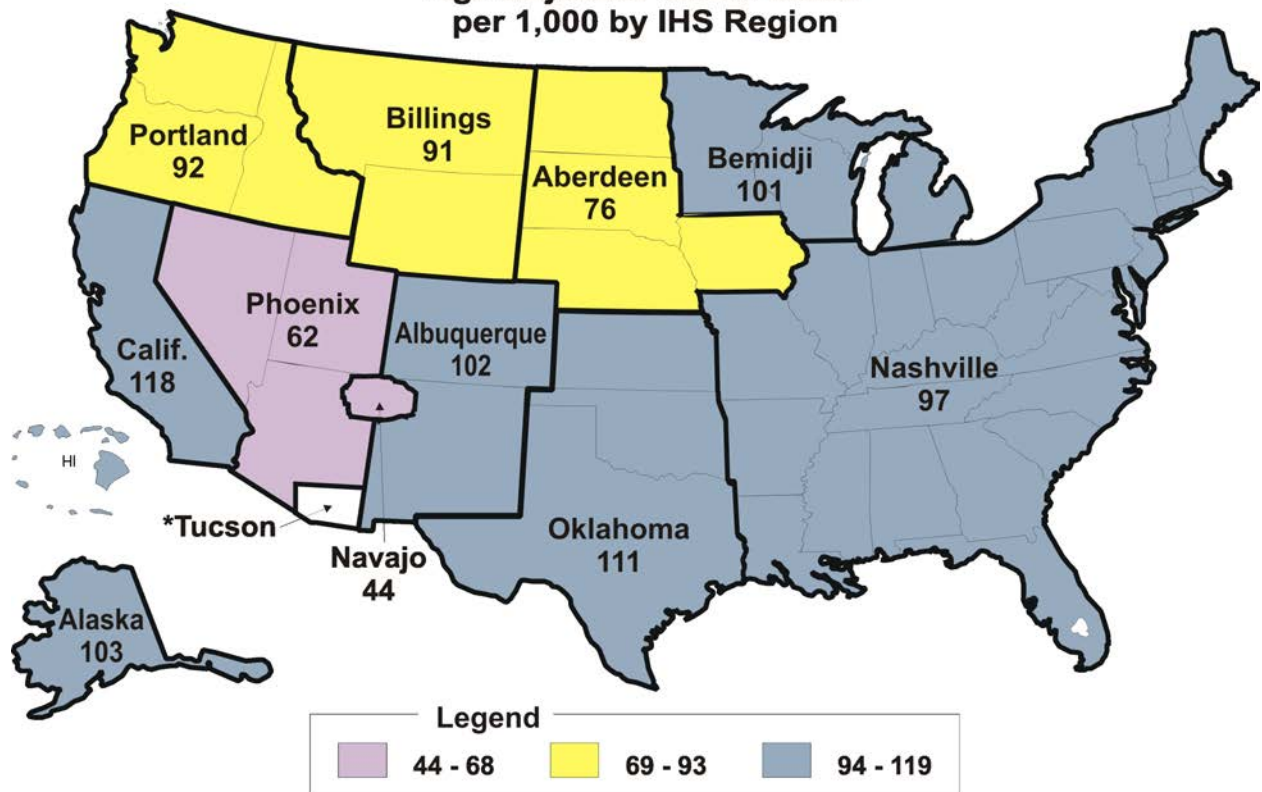 per 1,000 by IHS Region
Portland
92
Billings
91
Aberdeen
76
Bemidji
101
Phoenix
62
Albuquerque
102
Calif.
118
Nashville
97
HI
*Tucson
Navajo
44
Oklahoma
111
Alaska
103
Legend
44 - 68
69 - 93
94 - 119